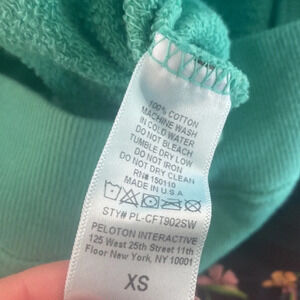 100% COTTON
MACHINE WASH
IN COLD WATER
DO NOT BLEACH
TUMBLE DRY LOW
DO NOT IRON
DO NOT DRY CLEAN
RN# 150110
MADE IN U.S.A
STY# PL-CFT902SW
PELOTON INTERACTIVE
125 West 25th Street 11th
Floor New York, NY 10001
XS